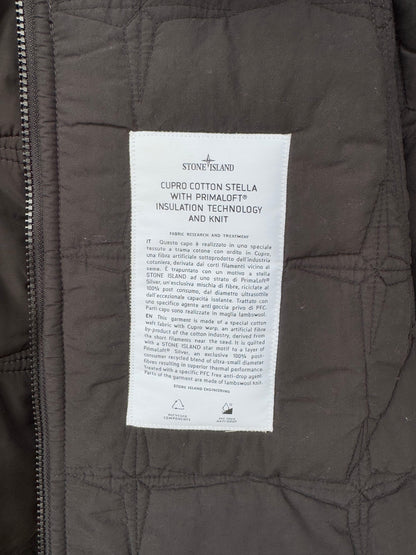 STONE ISLAND
CUPRO COTTON STELLA
WITH PRIMALOFT®
INSULATION TECHNOLOGY
AND KNIT
FABRIC RESEARCH AND TREATMENT
IT Questo capo è realizzato in uno speciale
tessuto a trama cotone con ordito in Cupro,
una fibra artificiale sottoprodotto dell'industria
cotoniera, derivata dai corti filamenti vicino al
seme. È trapuntato con un motivo a stella
STONE ISLAND ad uno strato di PrimaLoft®
Silver, un'esclusiva mischia di fibre, riciclate al
100% post consumo, dal diametro ultrasottile
dall'eccezionale capacità isolante. Trattato con
uno specifico agente anti goccia privo di PFC.
Parti capo sono realizzate in maglia lambswool.
EN This garment is made of a special cotton
weft fabric with Cupro warp, an artificial fibre
by product of the cotton industry, derived from
the short filaments near the seed. It is quilted
with a STONE ISLAND star motif to a layer of
PrimaLoft® Silver, an exclusive 100% post-
consumer recycled blend of ultra-small diameter
fibres resulting in superior thermal performance.
Treated with a specific PFC Free anti-drop agent.
Parts of the garment are made of lambswool knit.
STONE ISLAND ENGINEERING
RECYCLED
COMPONENTS
PFC FREE
ANTI-DROP